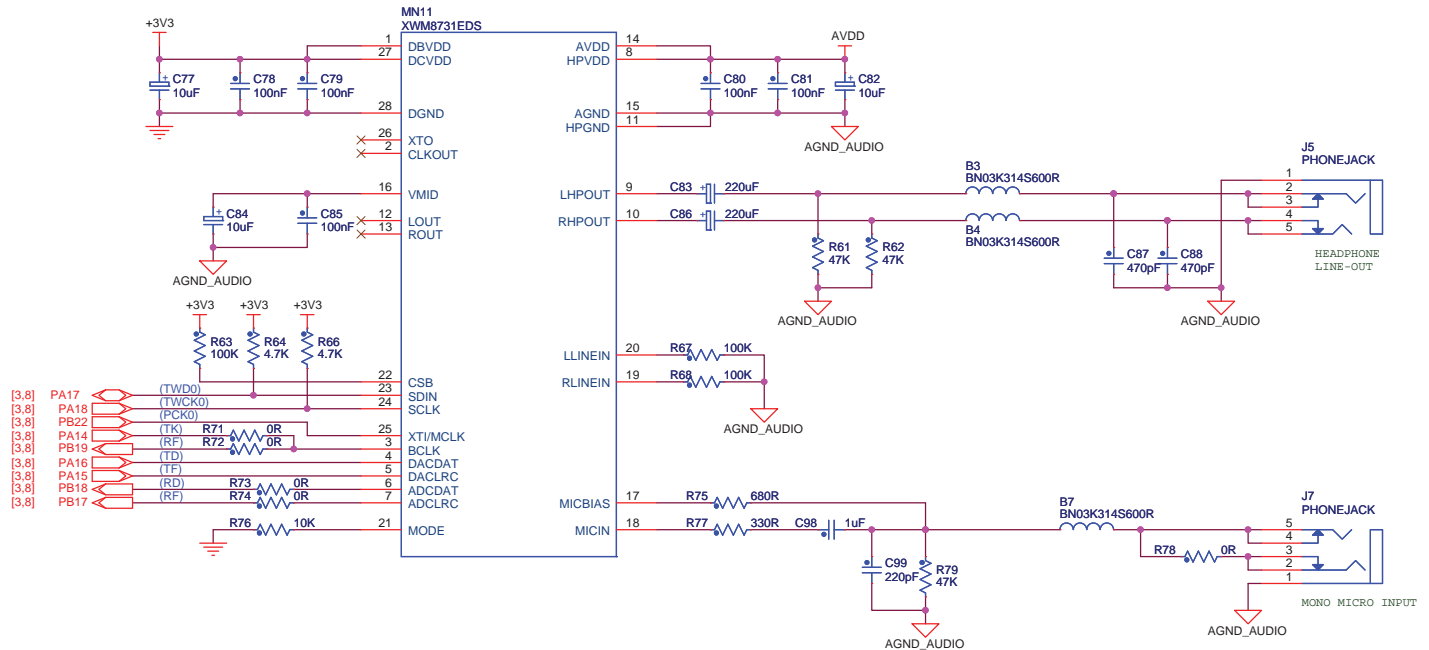 MN11
XWM8731EDS
+3V3
1 DBVDD
27 DCVDD
C77
10uF
C78
100nF
C79
100nF
28 DGND
26 XTO
2 CLKOUT
16 VMID
12 LOUT
13 ROUT
C84
10uF
C85
100nF
AGND_AUDIO
+3V3 +3V3 +3V3
R63
100K
R64
4.7K
R66
4.7K
22 CSB
[3,8] PA17 (TWD0) 23 SDIN
[3,8] PA18 (TWCK0) 24 SCLK
[3,8] PB22 (PCK0) 25 XTI/MCLK
[3,8] PA14 (TK) R71 0R
[3,8] PB19 (RF) R72 0R 3 BCLK
[3,8] PA16 (TD) 4 DACDAT
[3,8] PA15 (TF) 5 DACLRC
[3,8] PB18 (RD) R73 0R 6 ADCDAT
[3,8] PB17 (RF) R74 0R 7 ADCLRC
R76 10K 21 MODE
AVDD 14
HPVDD 8
AVDD
C80
100nF
C81
100nF
C82
10uF
AGND 15
HPGND 11
AGND_AUDIO
LHPOUT 9 C83 + 220uF
RHPOUT 10 C86 + 220uF
B3
BN03K314S600R
B4
BN03K314S600R
R61
47K
R62
47K
AGND_AUDIO
C87
470pF
C88
470pF
AGND_AUDIO
J5
PHONEJACK
1
2
3
4
5
HEADPHONE
LINE-OUT
LLINEIN 20 R67 100K
RLINEIN 19 R68 100K
AGND_AUDIO
MICBIAS 17 R75 680R
MICIN 18 R77 330R C98 1uF
C99
220pF
R79
47K
AGND_AUDIO
B7
BN03K314S600R
R78 0R
AGND_AUDIO
J7
PHONEJACK
5
4
3
2
1
MONO MICRO INPUT